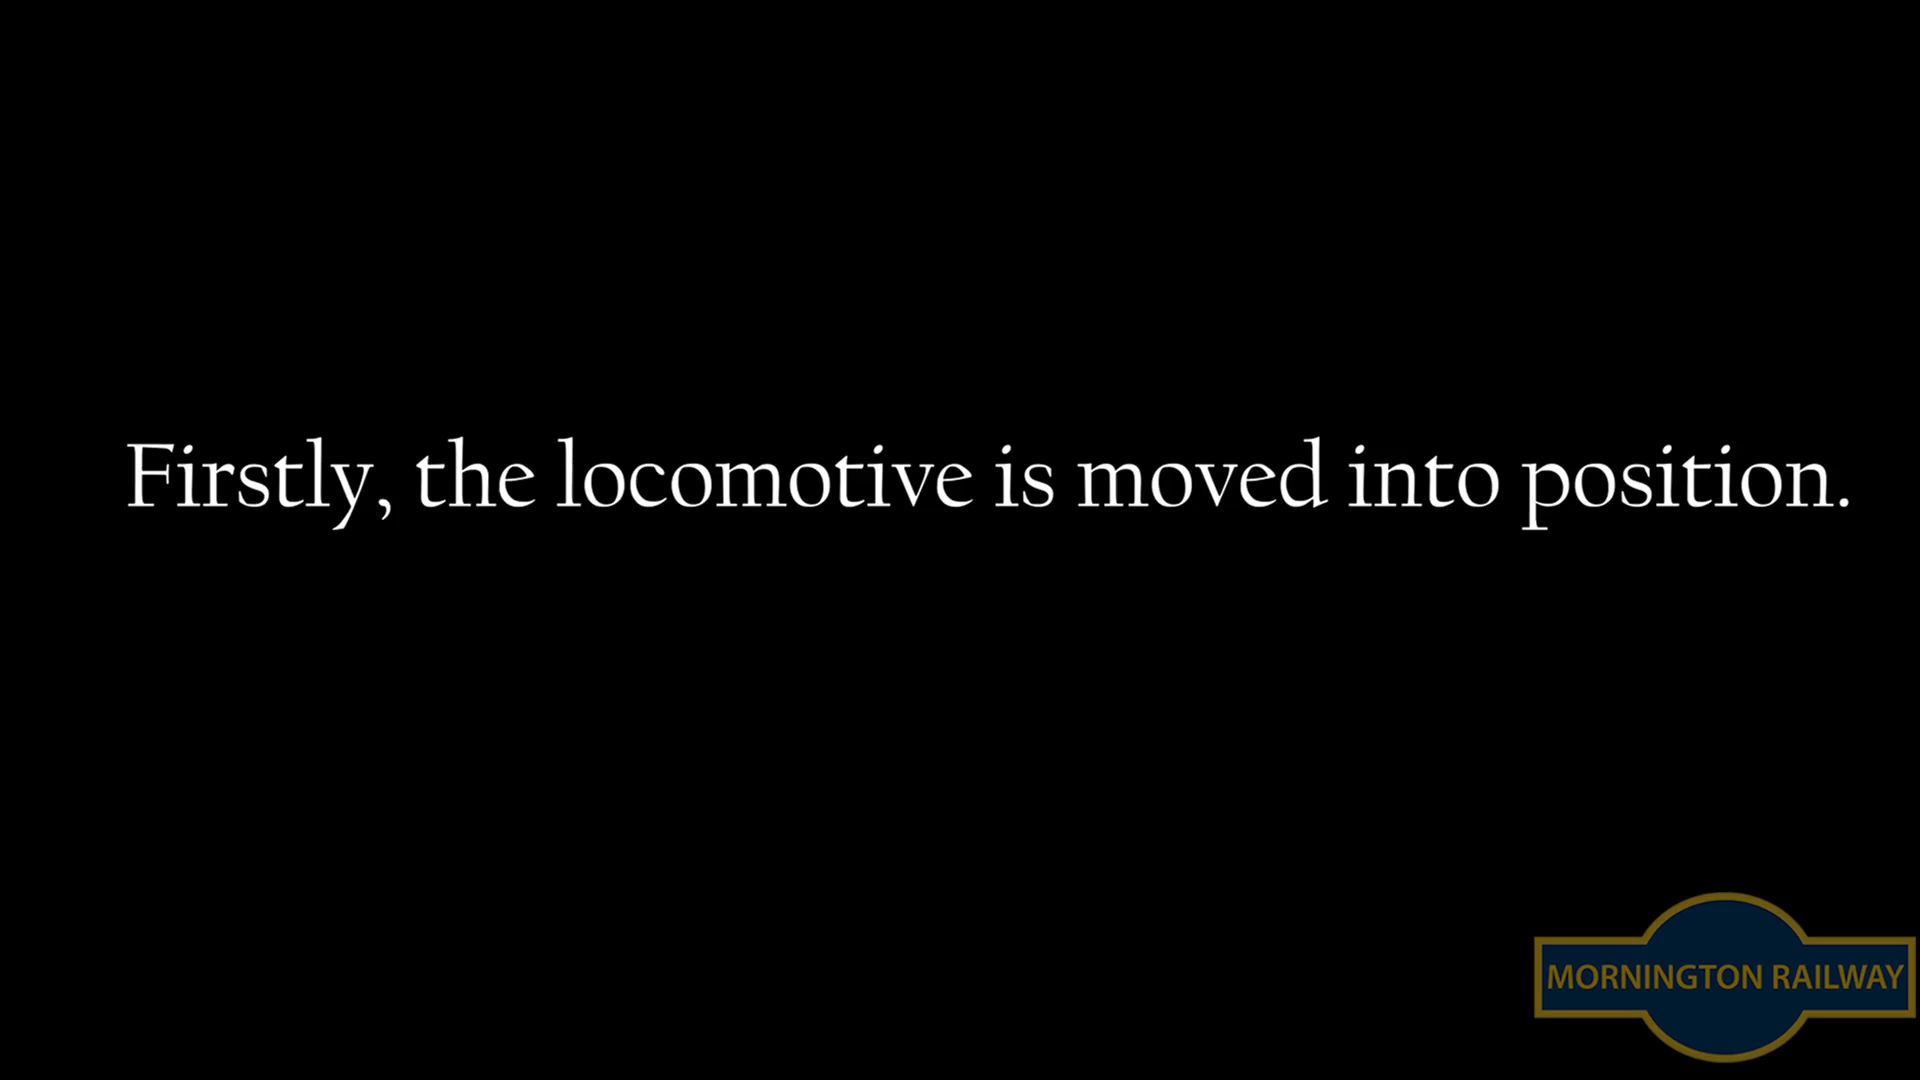 Firstly, the locomotive is moved into position.
MORNINGTON RAILWAY